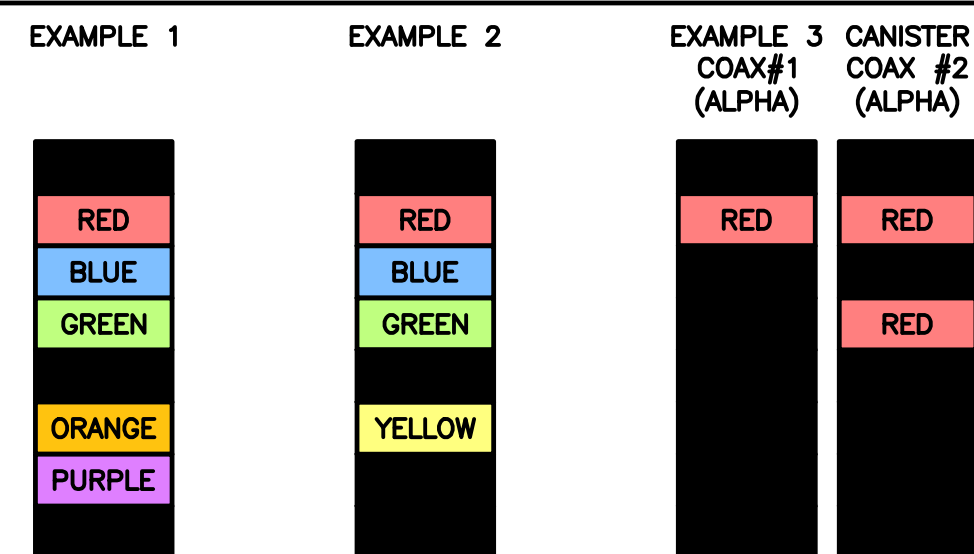 EXAMPLE 1
RED
BLUE
GREEN
ORANGE
PURPLE
EXAMPLE 2
RED
BLUE
GREEN
YELLOW
EXAMPLE 3 CANISTER
COAX#1 COAX #2
(ALPHA) (ALPHA)
RED RED
RED